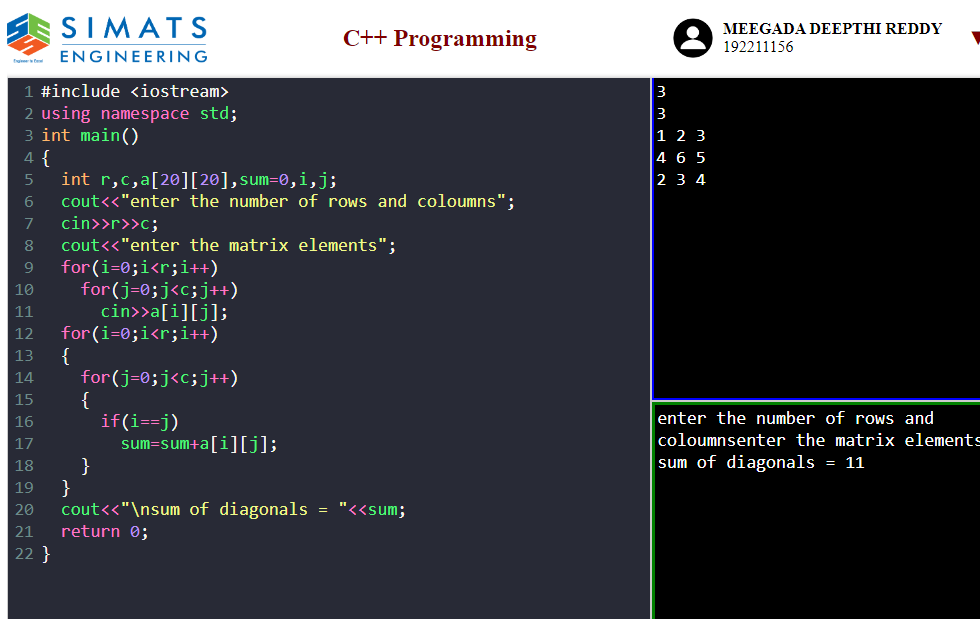 SIMATS
ENGINEERING
Engineer to Excel
C++ Programming
MEEGADA DEEPTHI REDDY
192211156
1 #include <iostream>
2 using namespace std;
3 int main()
4 {
5   int r,c,a[20][20],sum=0,i,j;
6   cout<<"enter the number of rows and coloumns";
7   cin>>r>>c;
8   cout<<"enter the matrix elements";
9   for(i=0;i<r;i++)
10     for(j=0;j<c;j++)
11       cin>>a[i][j];
12   for(i=0;i<r;i++)
13   {
14     for(j=0;j<c;j++)
15     {
16       if(i==j)
17         sum=sum+a[i][j];
18     }
19   }
20   cout<<"\nsum of diagonals = "<<sum;
21   return 0;
22 }
3
3
1 2 3
4 6 5
2 3 4
enter the number of rows and
coloumnsenter the matrix elements
sum of diagonals = 11